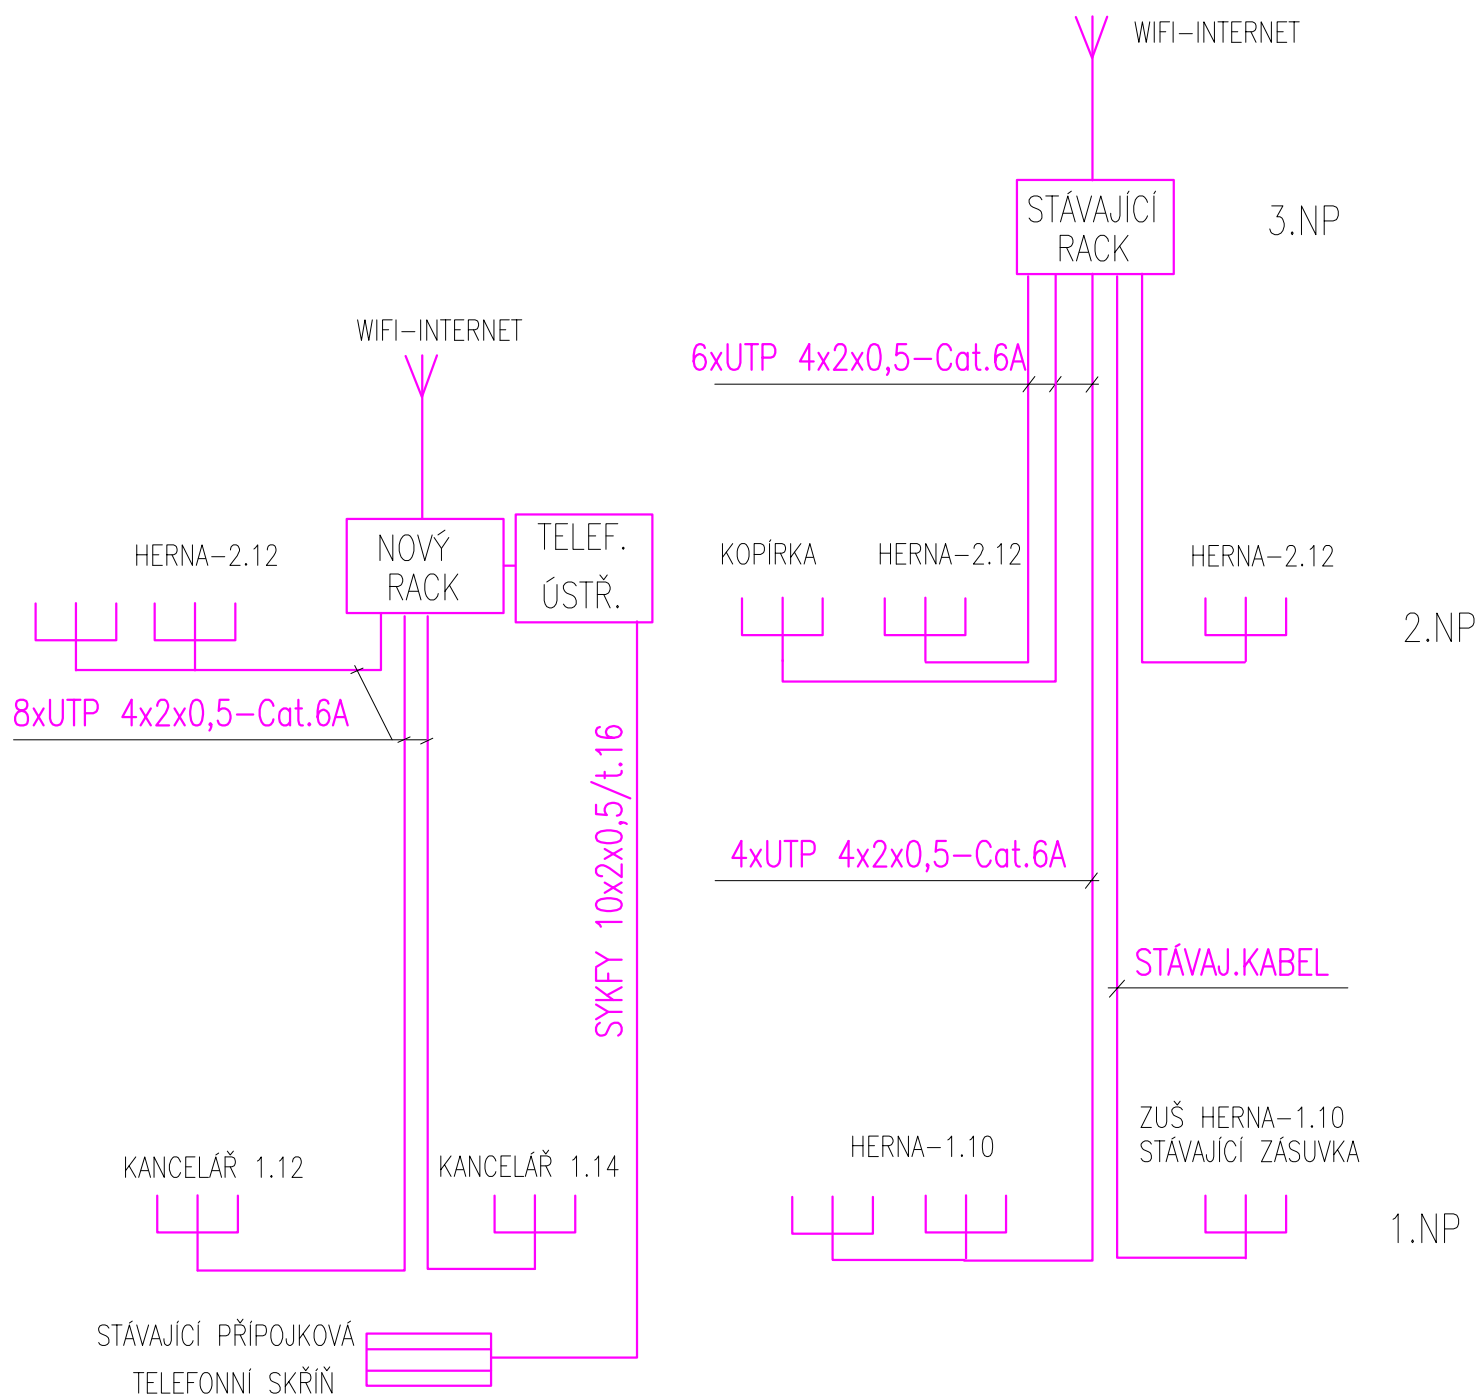 WIFI-INTERNET
STÁVAJÍCÍ
RACK
3.NP
WIFI-INTERNET
6xUTP 4x2x0,5-Cat.6A
HERNA-2.12
NOVÝ
RACK
TELEF.
ÚSTŘ.
KOPÍRKA
HERNA-2.12
HERNA-2.12
2.NP
8xUTP 4x2x0,5-Cat.6A
SYKFY 10x2x0,5/t.16
4xUTP 4x2x0,5-Cat.6A
STÁVAJ.KABEL
KANCELÁŘ 1.12
KANCELÁŘ 1.14
HERNA-1.10
ZUŠ HERNA-1.10
STÁVAJÍCÍ ZÁSUVKA
1.NP
STÁVAJÍCÍ PŘÍPOJKOVÁ
TELEFONNÍ SKŘÍŇ